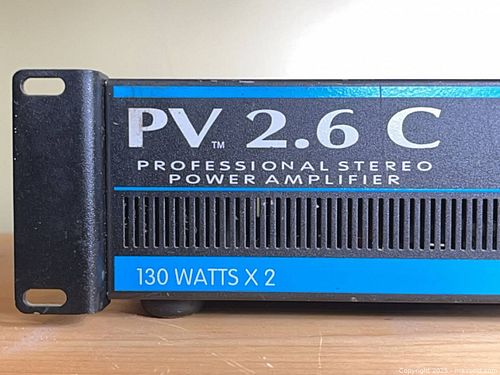 PV™ 2.6 C
PROFESSIONAL STEREO
POWER AMPLIFIER
130 WATTS X 2